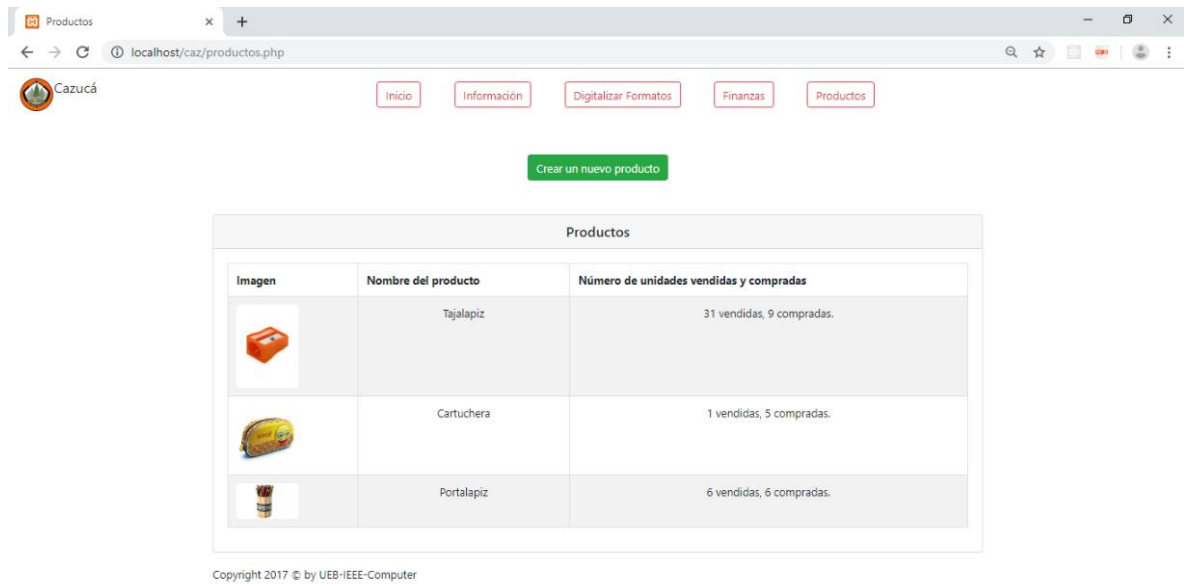 Productos
localhost/caz/productos.php
Cazucá
Inicio Información Digitalizar Formatos Finanzas Productos
Crear un nuevo producto
Productos
Imagen Nombre del producto Número de unidades vendidas y compradas
Tajalapiz 31 vendidas, 9 compradas.
Cartuchera 1 vendidas, 5 compradas.
Portalapiz 6 vendidas, 6 compradas.
Copyright 2017 © by UEB-IEEE-Computer